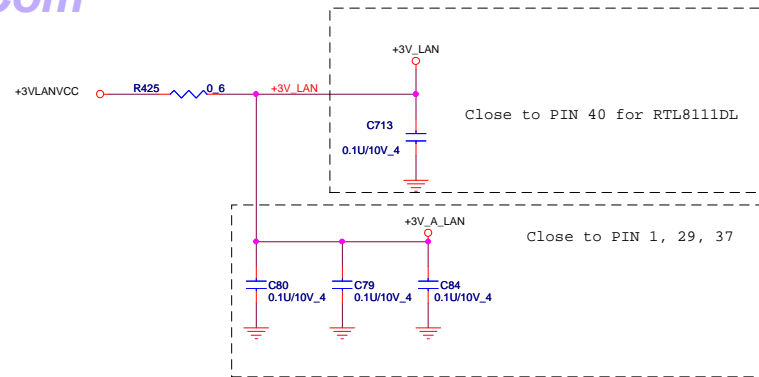 com
+3V_LAN
+3VLANVCC
R425
0_6
+3V_LAN
Close to PIN 40 for RTL8111DL
C713
0.1U/10V_4
+3V_A_LAN
Close to PIN 1, 29, 37
C80
0.1U/10V_4
C79
0.1U/10V_4
C84
0.1U/10V_4